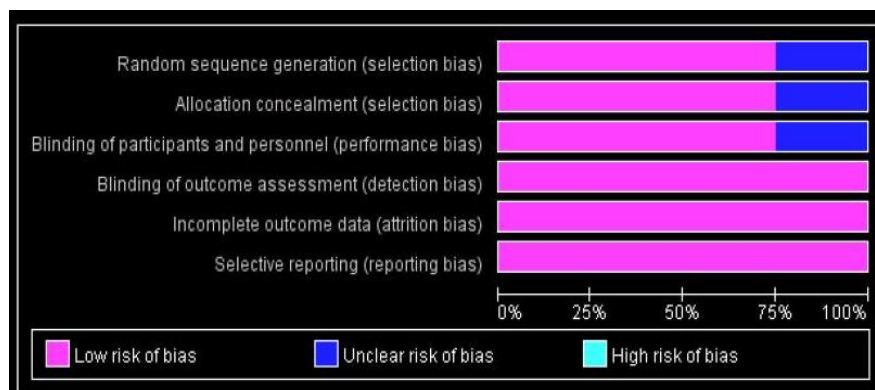 Random sequence generation (selection bias)
Allocation concealment (selection bias)
Blinding of participants and personnel (performance bias)
Blinding of outcome assessment (detection bias)
Incomplete outcome data (attrition bias)
Selective reporting (reporting bias)
0% 25% 50% 75% 100%
Low risk of bias Unclear risk of bias High risk of bias